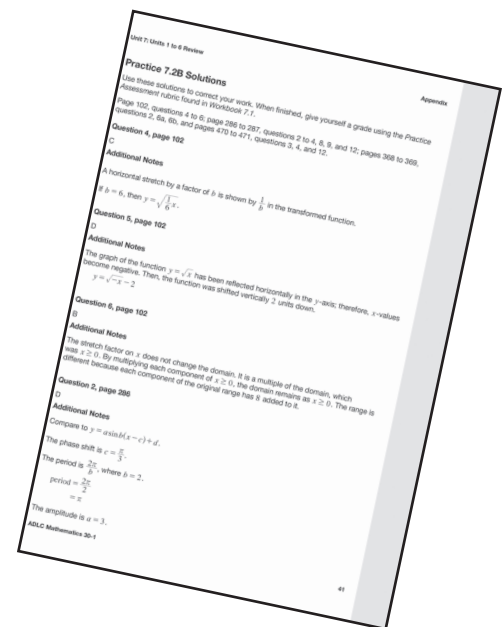 Unit 7: Units 1 to 6 Review
Appendix
Practice 7.2B Solutions
Use these solutions to correct your work. When finished, give yourself a grade using the Practice
Assessment rubric found in Workbook 7.1.
Page 102, questions 4 to 6; page 286 to 287, questions 2 to 4, 8, 9, and 12; pages 368 to 369,
questions 2, 6a, 6b, and pages 470 to 471, questions 3, 4, and 12.
Question 4, page 102
C
Additional Notes
A horizontal stretch by a factor of b is shown by 1/b in the transformed function.
If b = 6, then y = √(1/6 x).
Question 5, page 102
D
Additional Notes
The graph of the function y = √x has been reflected horizontally in the y-axis; therefore, x-values
become negative. Then, the function was shifted vertically 2 units down.
y = √−x − 2
Question 6, page 102
B
Additional Notes
The stretch factor on x does not change the domain. It is a multiple of the domain, which
was x ≥ 0. By multiplying each component of x ≥ 0, the domain remains as x ≥ 0. The range is
different because each component of the original range has 8 added to it.
Question 2, page 286
D
Additional Notes
Compare to y = a sin b(x − c) + d.
The phase shift is c = π/3.
The period is 2π/b, where b = 2.
period = 2π/2
= π
The amplitude is a = 3.
ADLC Mathematics 30-1
41